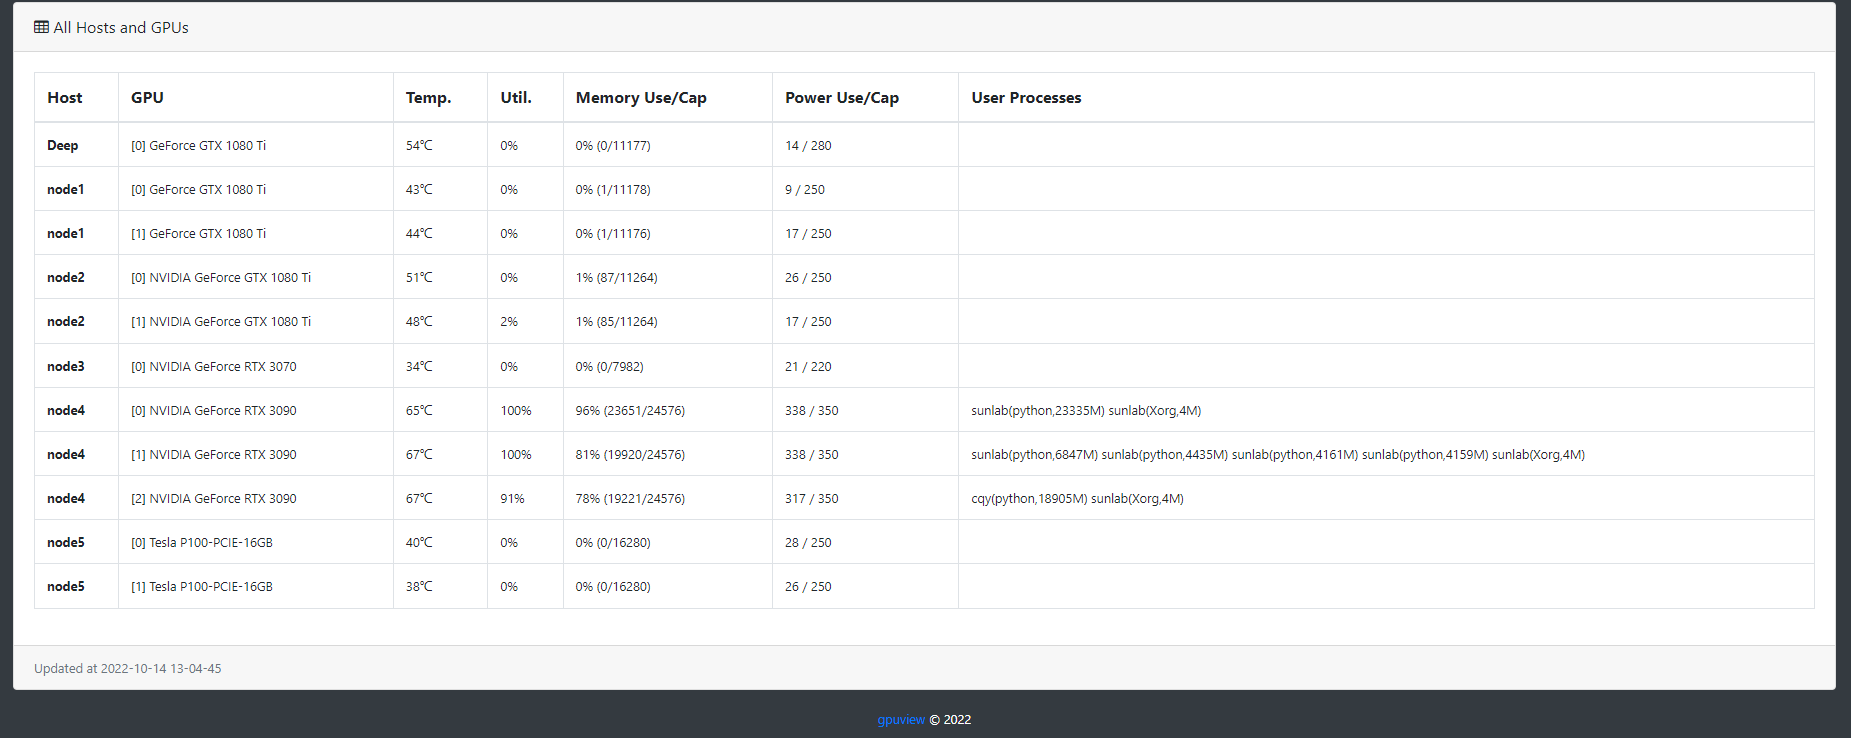 All Hosts and GPUs
Host GPU Temp. Util. Memory Use/Cap Power Use/Cap User Processes
Deep [0] GeForce GTX 1080 Ti 54℃ 0% 0% (0/11177) 14 / 280
node1 [0] GeForce GTX 1080 Ti 43℃ 0% 0% (1/11178) 9 / 250
node1 [1] GeForce GTX 1080 Ti 44℃ 0% 0% (1/11176) 17 / 250
node2 [0] NVIDIA GeForce GTX 1080 Ti 51℃ 0% 1% (87/11264) 26 / 250
node2 [1] NVIDIA GeForce GTX 1080 Ti 48℃ 2% 1% (85/11264) 17 / 250
node3 [0] NVIDIA GeForce RTX 3070 34℃ 0% 0% (0/7982) 21 / 220
node4 [0] NVIDIA GeForce RTX 3090 65℃ 100% 96% (23651/24576) 338 / 350 sunlab(python,23335M) sunlab(Xorg,4M)
node4 [1] NVIDIA GeForce RTX 3090 67℃ 100% 81% (19920/24576) 338 / 350 sunlab(python,6847M) sunlab(python,4435M) sunlab(python,4161M) sunlab(python,4159M) sunlab(Xorg,4M)
node4 [2] NVIDIA GeForce RTX 3090 67℃ 91% 78% (19221/24576) 317 / 350 cqy(python,18905M) sunlab(Xorg,4M)
node5 [0] Tesla P100-PCIE-16GB 40℃ 0% 0% (0/16280) 28 / 250
node5 [1] Tesla P100-PCIE-16GB 38℃ 0% 0% (0/16280) 26 / 250
Updated at 2022-10-14 13-04-45
gpuview © 2022